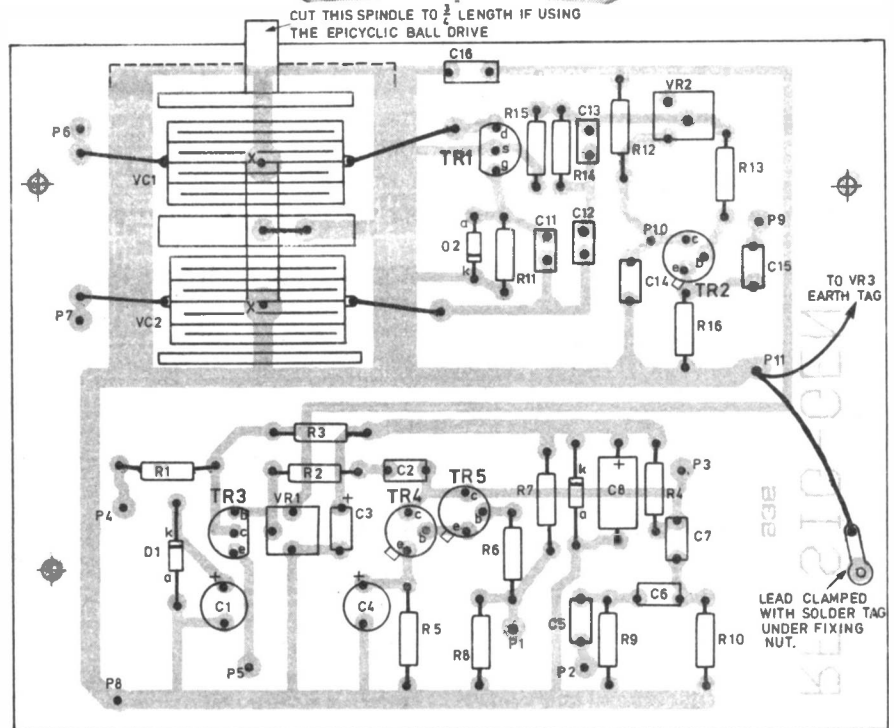 CUT THIS SPINDLE TO 3/4 LENGTH IF USING
THE EPICYCLIC BALL DRIVE
C16
VR2
P6
R15
C13
d
s
g
TR1
R12
R14
R13
X
VC1
a
D2
k
R11
C11
C12
P10
P9
c
b
e
C14
TR2
C15
TO VR3
EARTH TAG
X
P7
VC2
R16
P11
R3
R1
R2
C2
TR5
k
+
P3
TR3
VR1
+
C3
TR4
c
b
e
R7
a
C8
R4
P4
b
c
e
c
b
e
C7
k
D1
a
R6
+
C1
+
C4
C6
LEAD CLAMPED
WITH SOLDER TAG
UNDER FIXING
NUT.
R5
R8
P1
C5
R9
R10
P5
P2
P8
RF SIG-GEN